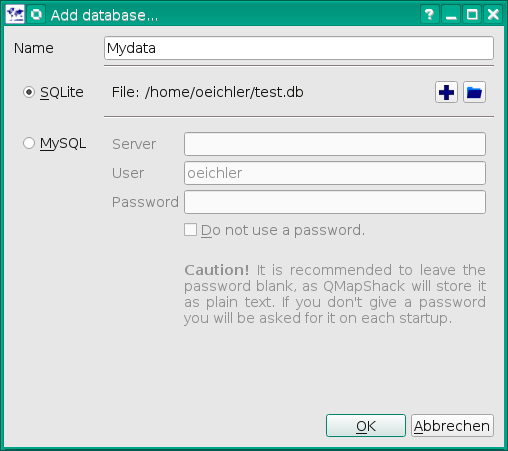 Add database...
Name Mydata
SQLite File: /home/oeichler/test.db
MySQL Server
User oeichler
Password
Do not use a password.
Caution! It is recommended to leave the
password blank, as QMapShack will store it
as plain text. If you don't give a password
you will be asked for it on each startup.
OK Abbrechen